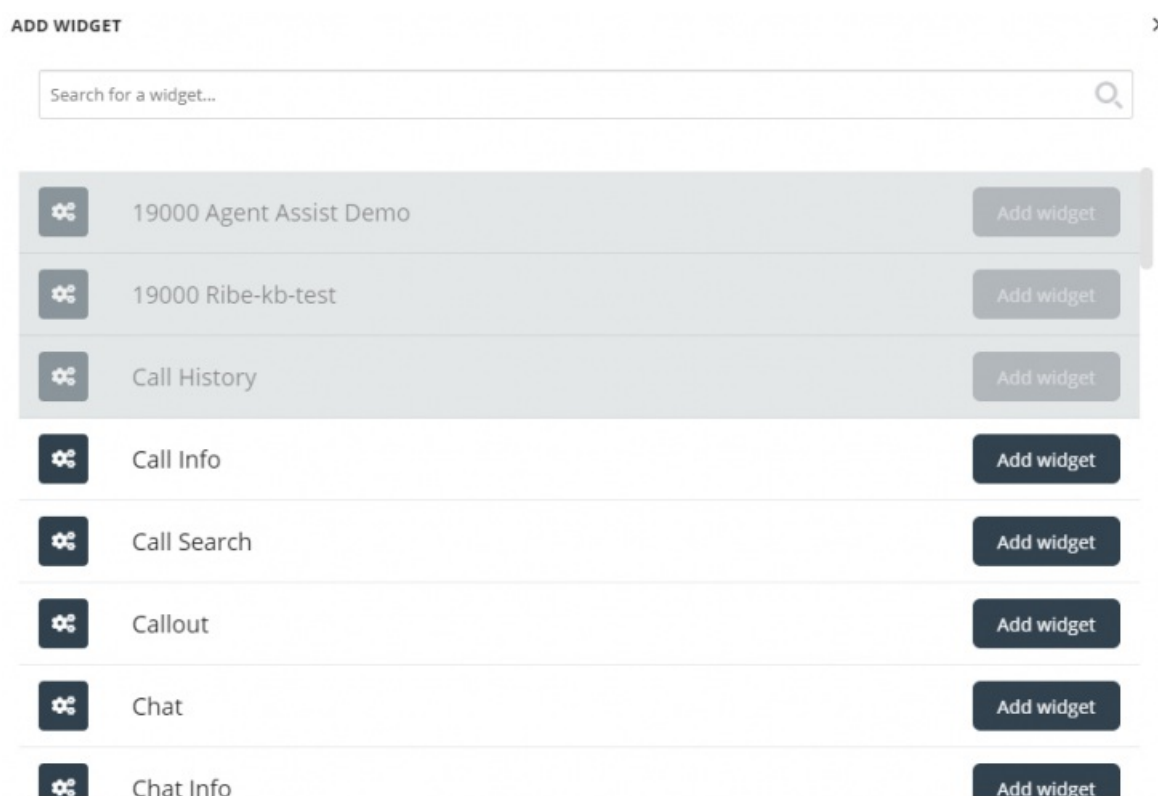 ADD WIDGET
Search for a widget...
19000 Agent Assist Demo Add widget
19000 Ribe-kb-test Add widget
Call History Add widget
Call Info Add widget
Call Search Add widget
Callout Add widget
Chat Add widget
Chat Info Add widget